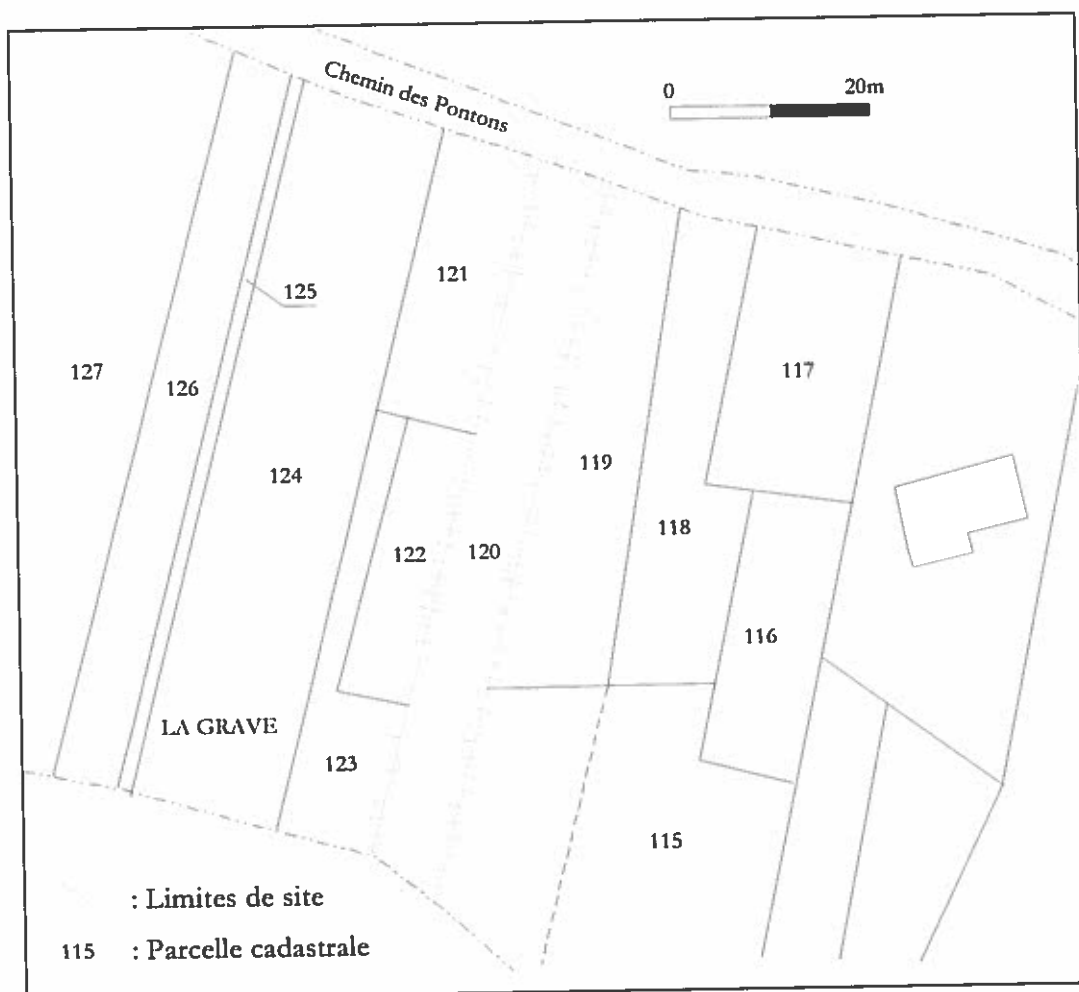 Chemin des Pontons
0 20m
121
125
117
127
126
119
124
118
122
120
116
LA GRAVE
123
115
: Limites de site
115 : Parcelle cadastrale